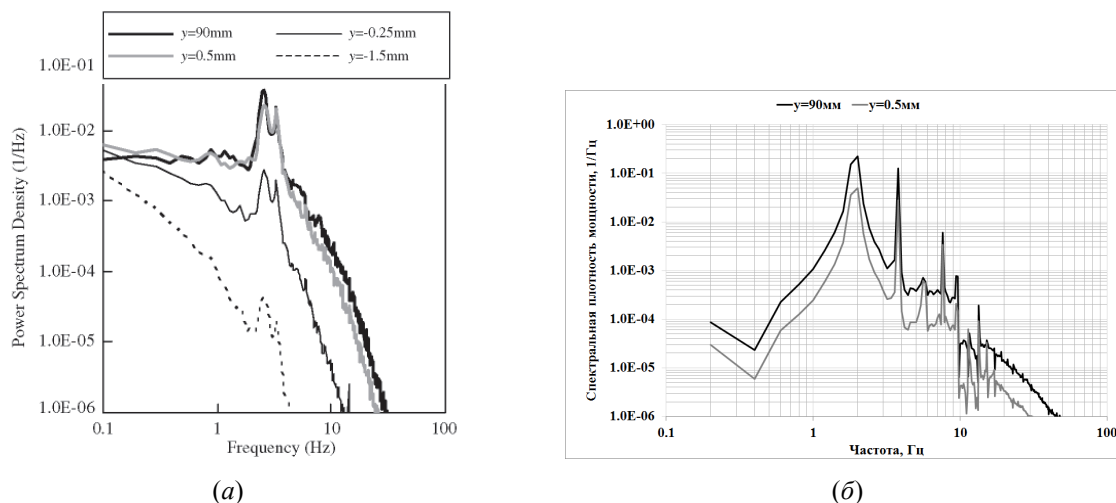 y=90mm y=-0.25mm
y=0.5mm y=-1.5mm
1.0E-01
1.0E-02
1.0E-03
1.0E-04
1.0E-05
1.0E-06
Power Spectrum Density (1/Hz)
0.1 1 10 100
Frequency (Hz)
(а)
y=90мм y=0.5мм
1.0E+00
1.0E-01
1.0E-02
1.0E-03
1.0E-04
1.0E-05
1.0E-06
Спектральная плотность мощности, 1/Гц
0.1 1 10 100
Частота, Гц
(б)